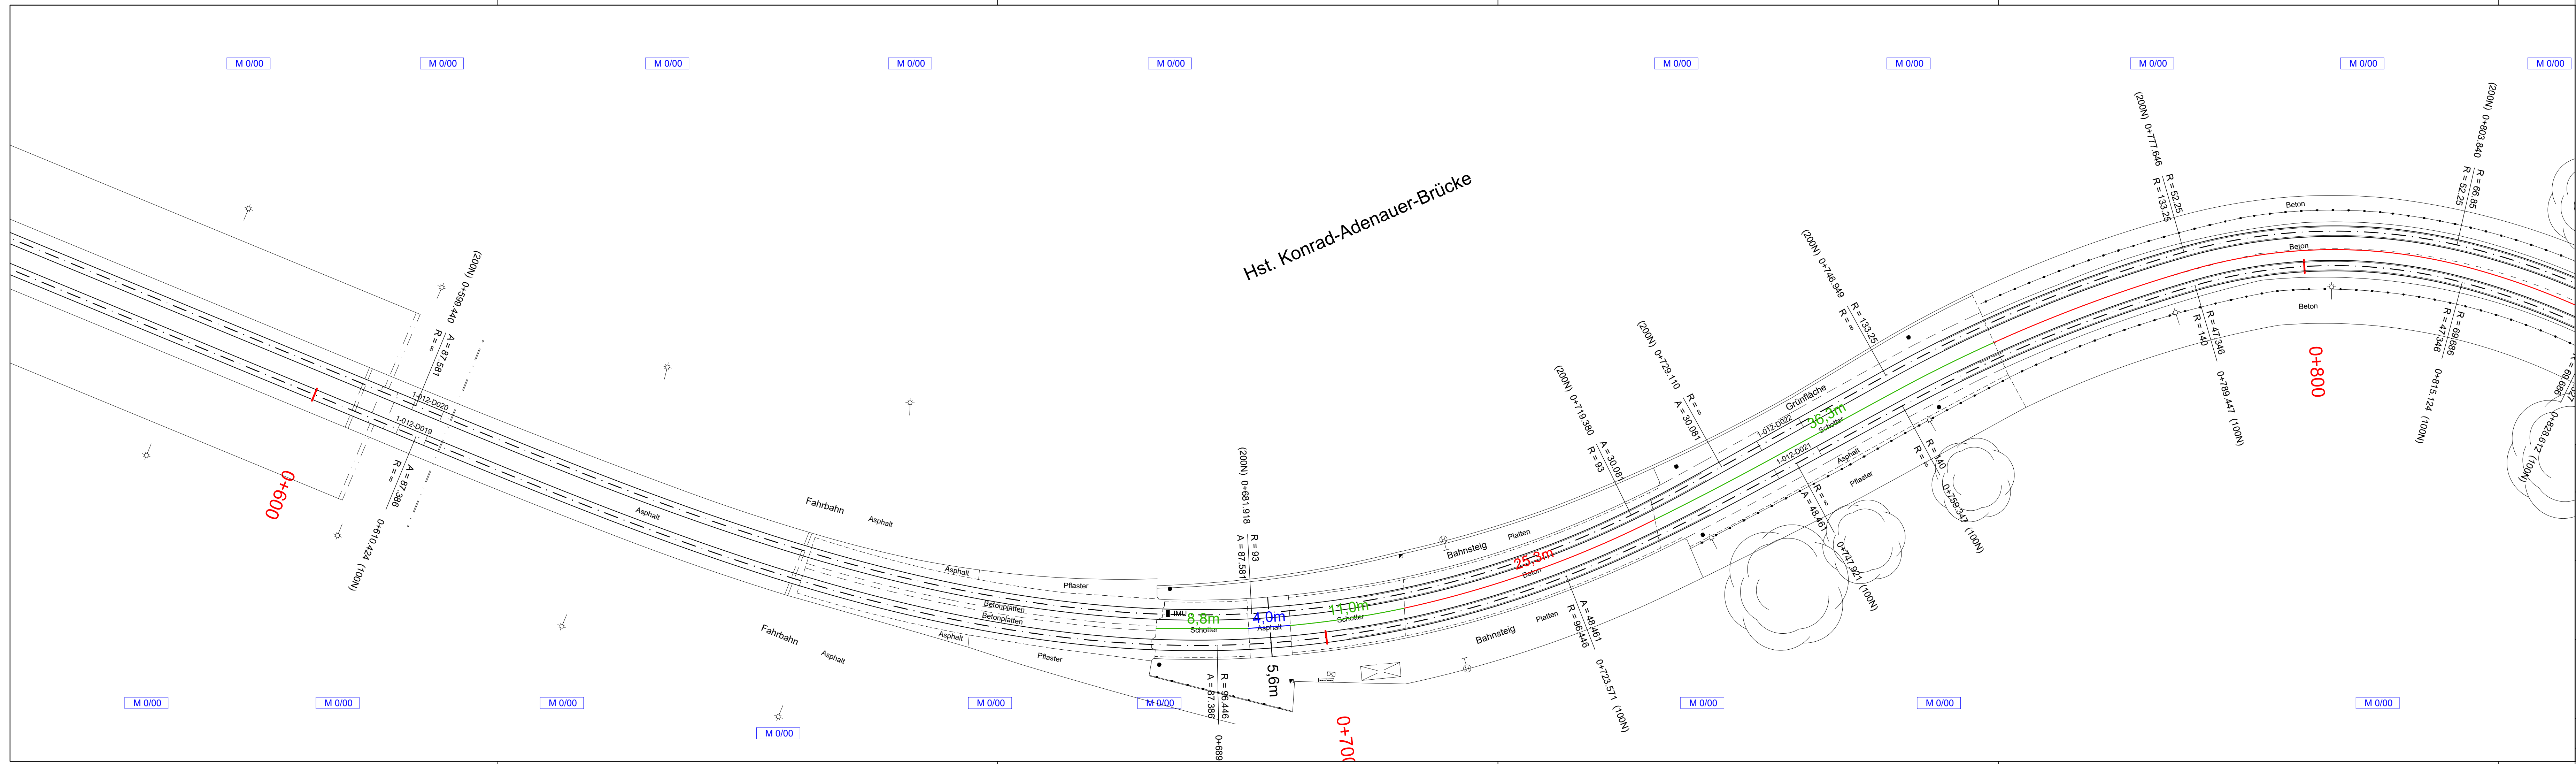 M 0/00
M 0/00
M 0/00
M 0/00
M 0/00
M 0/00
M 0/00
M 0/00
M 0/00
M 0/00
Hst. Konrad-Adenauer-Brücke
(200N) 0+599.440
A = 87.581
R = ∞
1-012-D020
1-012-D019
0+600
A = 87.386
R = ∞
0+610.424 (100N)
Asphalt
Fahrbahn
Asphalt
Fahrbahn
Asphalt
Asphalt
Pflaster
Betonplatten
Betonplatten
Asphalt
Pflaster
IMU
8,8m
Schotter
4,0m
Asphalt
11,0m
Schotter
5,6m
(200N) 0+681.918
R = 93
A = 87.581
R = 96.446
A = 87.386
0+689
0+700
25,3m
Beton
Bahnsteig
Platten
Bahnsteig
Platten
(200N) 0+719.380
A = 30.081
R = 93
A = 48.461
R = 96.446
0+723.571 (100N)
(200N) 0+729.110
R = ∞
A = 30.081
(200N) 0+746.949
R = 133.25
R = ∞
Grünfläche
1-012-D022
36,3m
Schotter
1-012-D021
Asphalt
Pflaster
R = ∞
A = 48.461
0+747.921 (100N)
R = 140
R = ∞
0+759.347 (100N)
(200N) 0+777.646
R = 52.25
R = 133.25
R = 47.346
R = 140
0+789.447 (100N)
Beton
Beton
Beton
0+800
(200N) 0+803.840
R = 66.85
R = 52.25
R = 69.686
R = 47.346
0+815.124 (100N)
69.686
0+828.612 (100N)
M 0/00
M 0/00
M 0/00
M 0/00
M 0/00
M 0/00
M 0/00
M 0/00
M 0/00